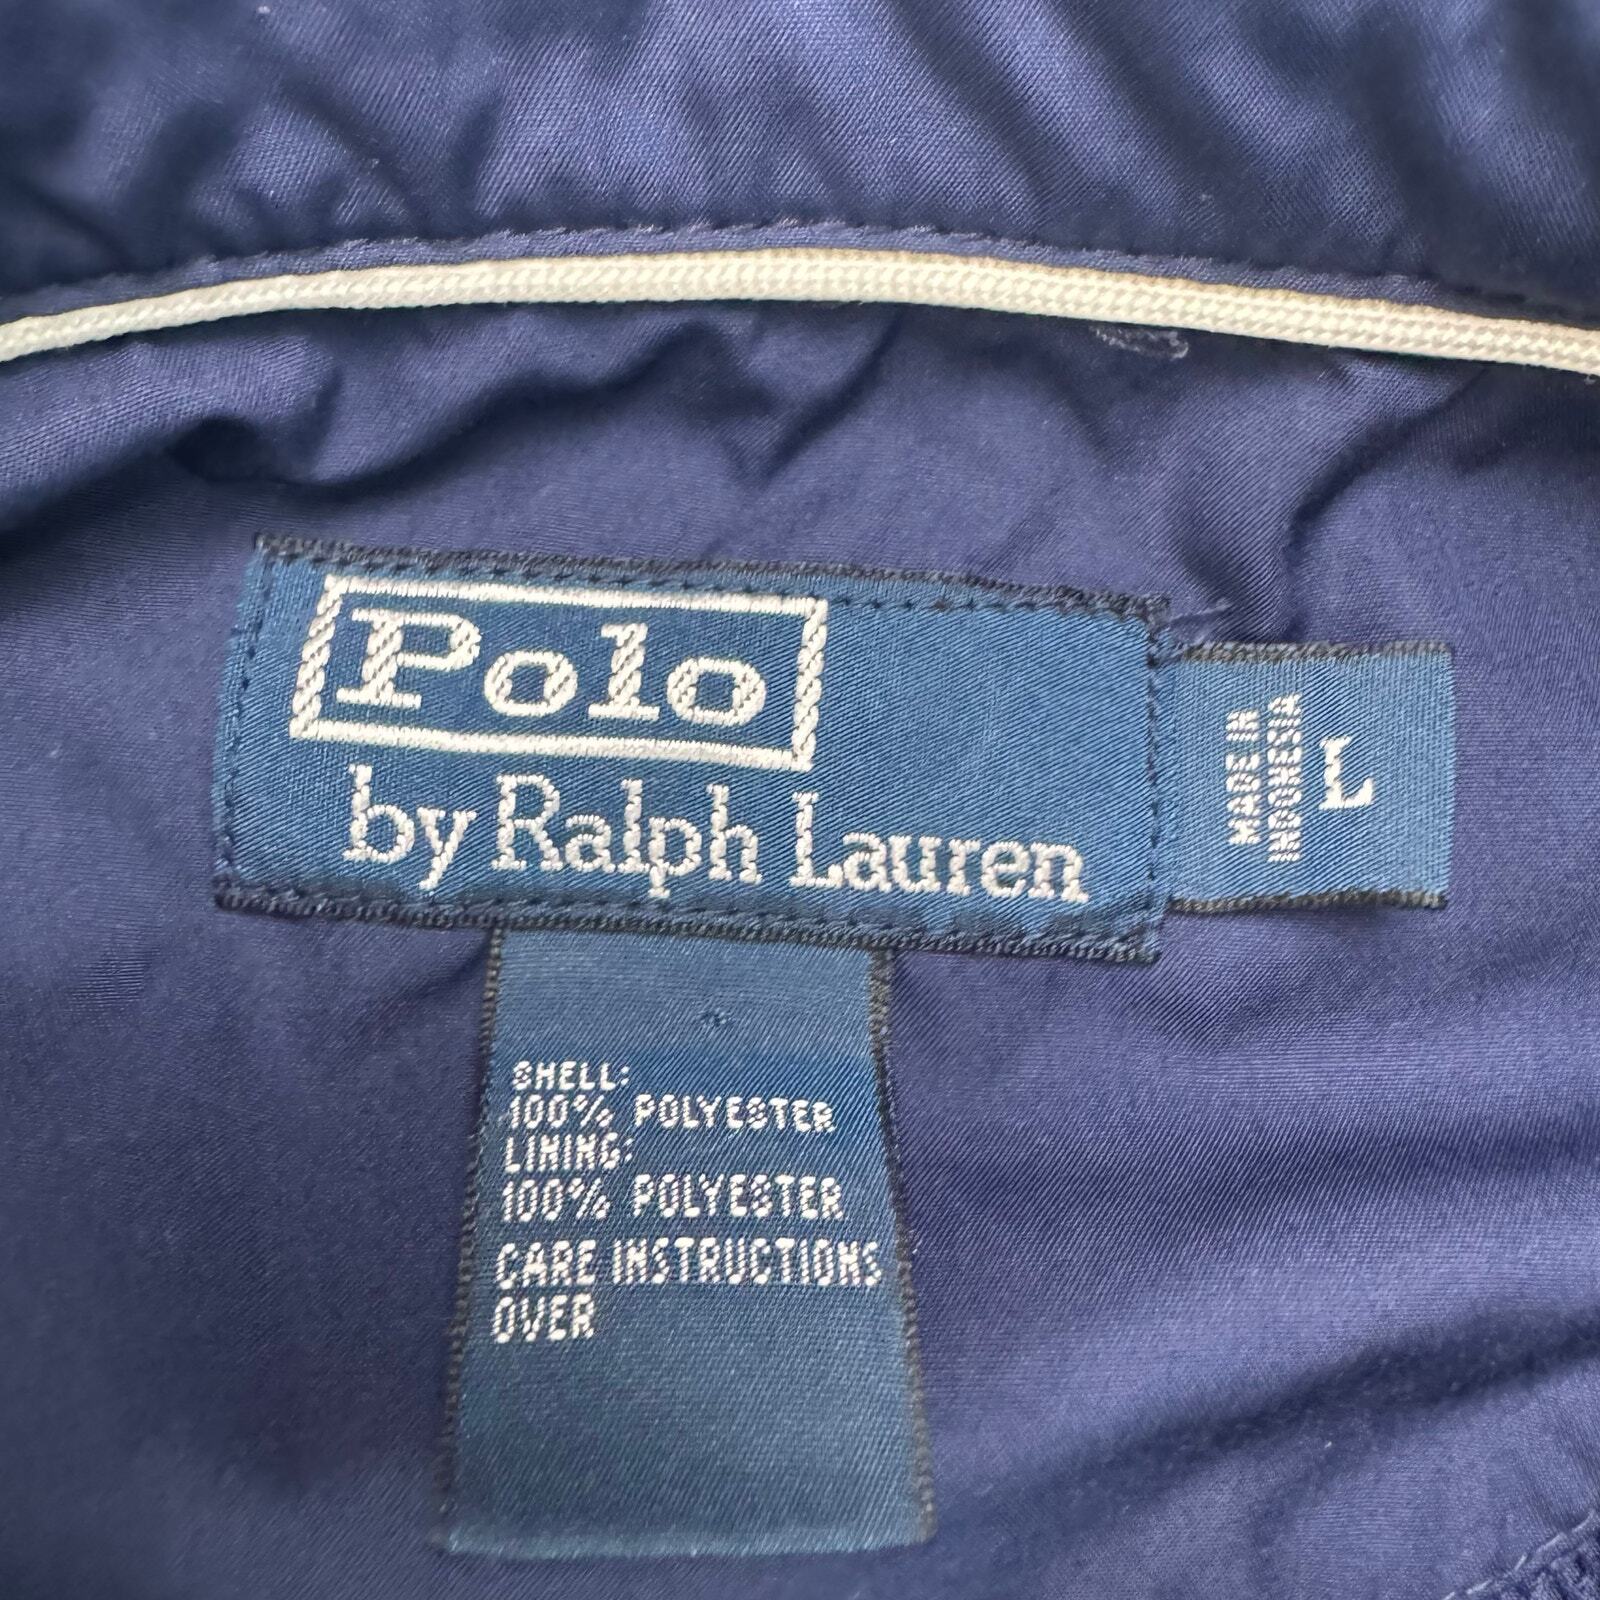 Polo
by Ralph Lauren
MADE IN
INDONESIA
L
SHELL:
100% POLYESTER
LINING:
100% POLYESTER
CARE INSTRUCTIONS
OVER